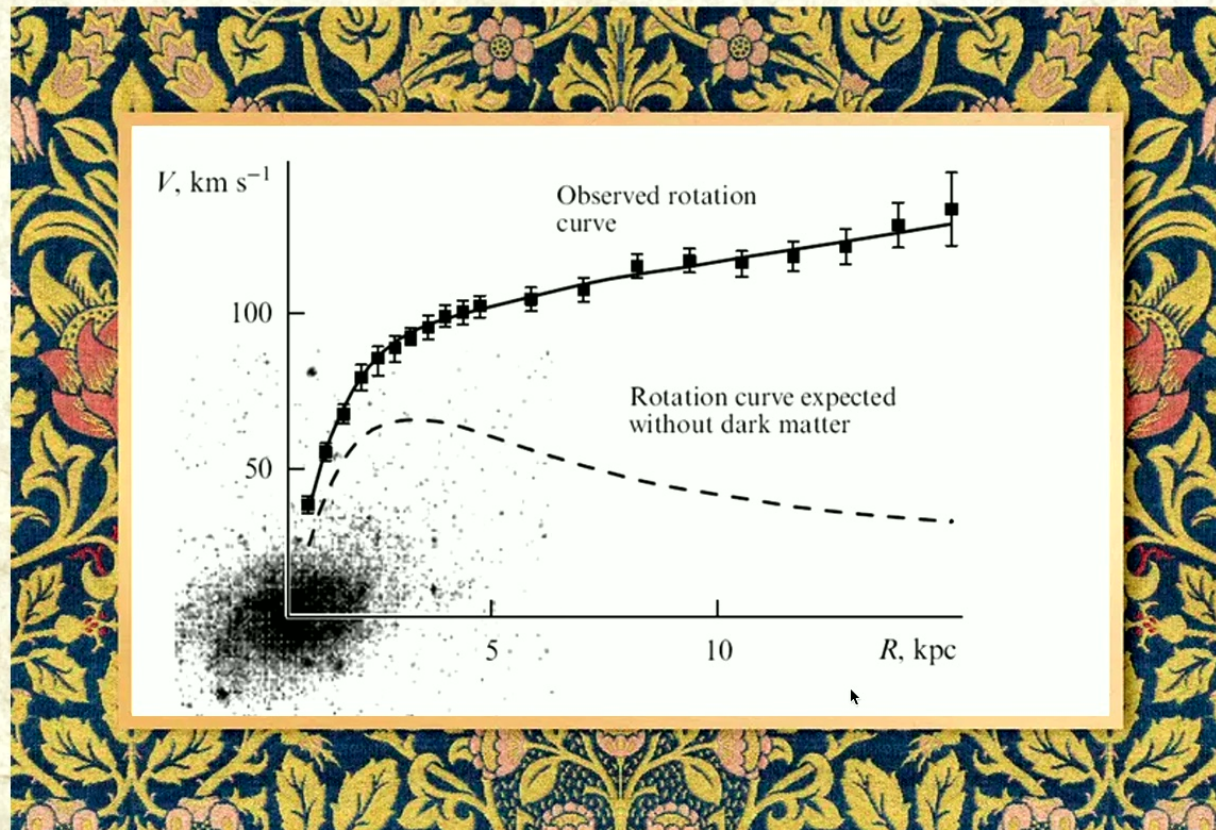 V, km s⁻¹
Observed rotation
curve
100
Rotation curve expected
without dark matter
50
5
10
R, kpc